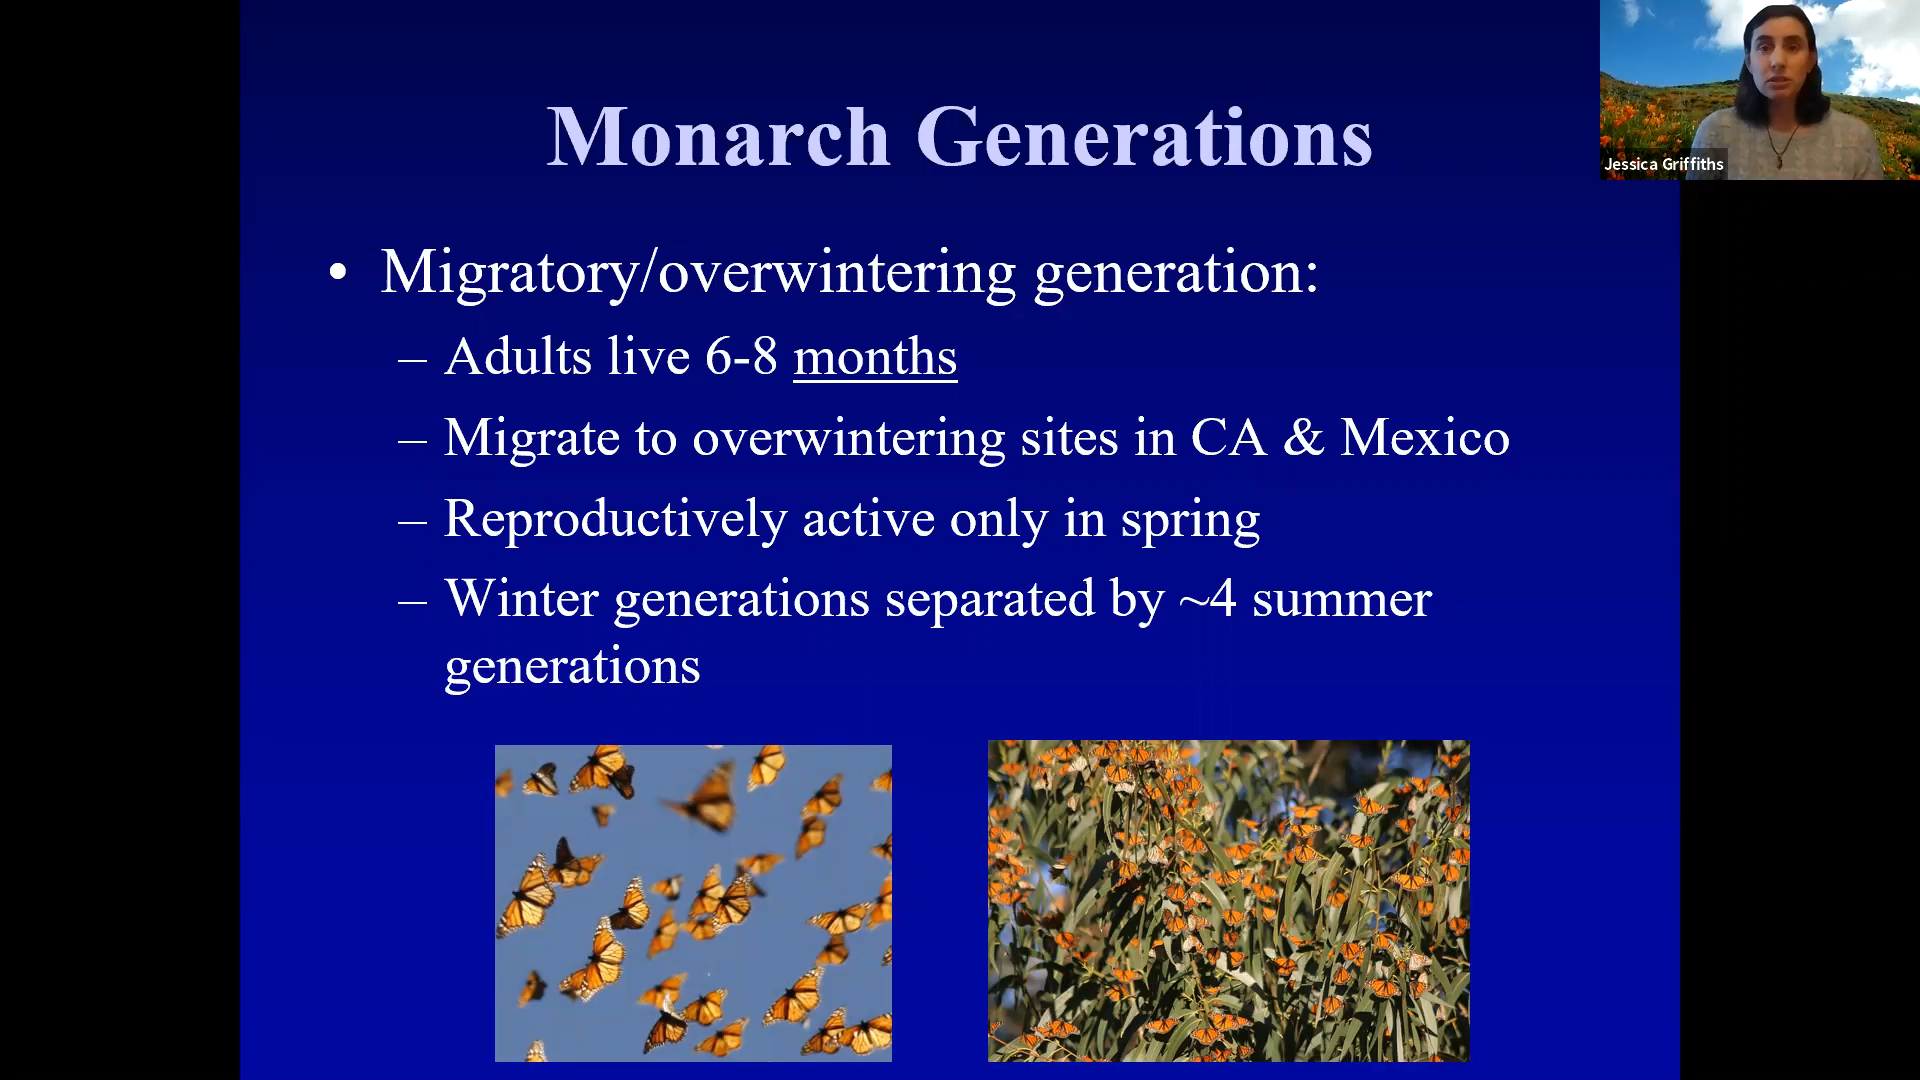 Monarch Generations
Jessica Griffiths
• Migratory/overwintering generation:
– Adults live 6-8 months
– Migrate to overwintering sites in CA & Mexico
– Reproductively active only in spring
– Winter generations separated by ~4 summer
generations